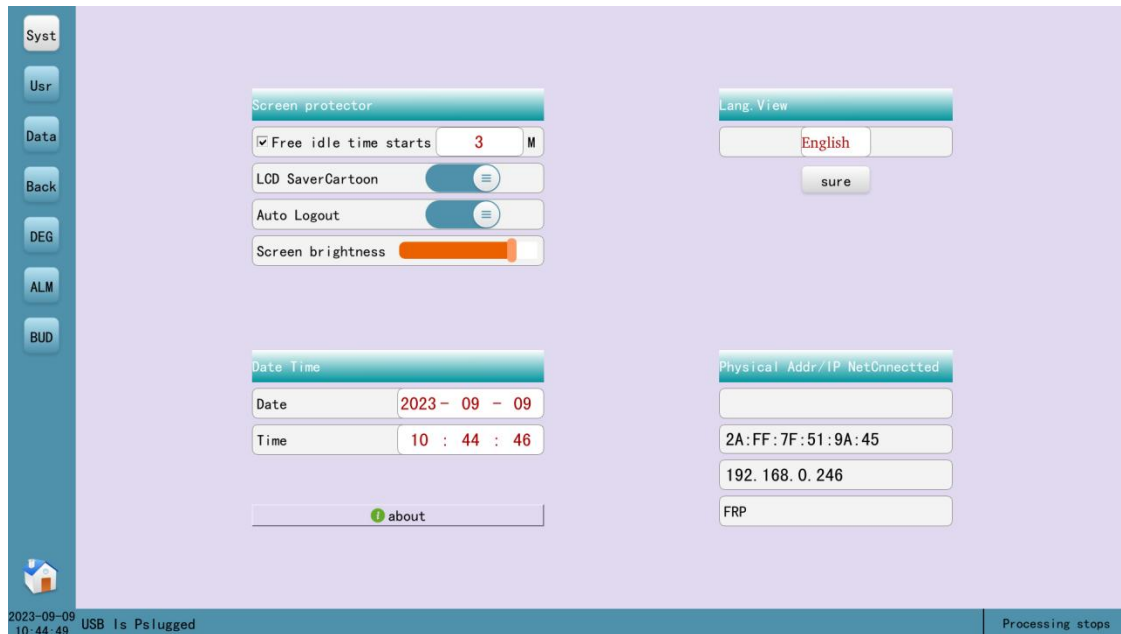 Syst
Usr
Data
Back
DEG
ALM
BUD
Screen protector
Free idle time starts 3 M
LCD SaverCartoon
Auto Logout
Screen brightness
Lang.View
English
sure
Date Time
Date 2023- 09 - 09
Time 10 : 44 : 46
about
Physical Addr/IP NetCnnectted
2A:FF:7F:51:9A:45
192.168.0.246
FRP
2023-09-09
10:44:49
USB Is Pslugged
Processing stops